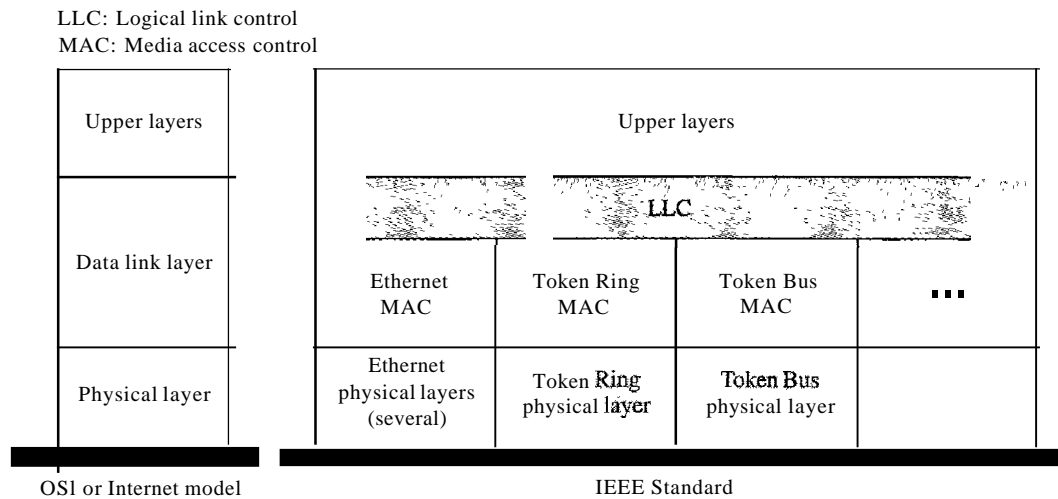 LLC: Logical link control
MAC: Media access control
Upper layers
Upper layers
LLC
Data link layer
Ethernet
MAC
Token Ring
MAC
Token Bus
MAC
...
Physical layer
Ethernet
physical layers
(several)
Token Ring
physical layer
Token Bus
physical layer
OS1 or Internet model
IEEE Standard